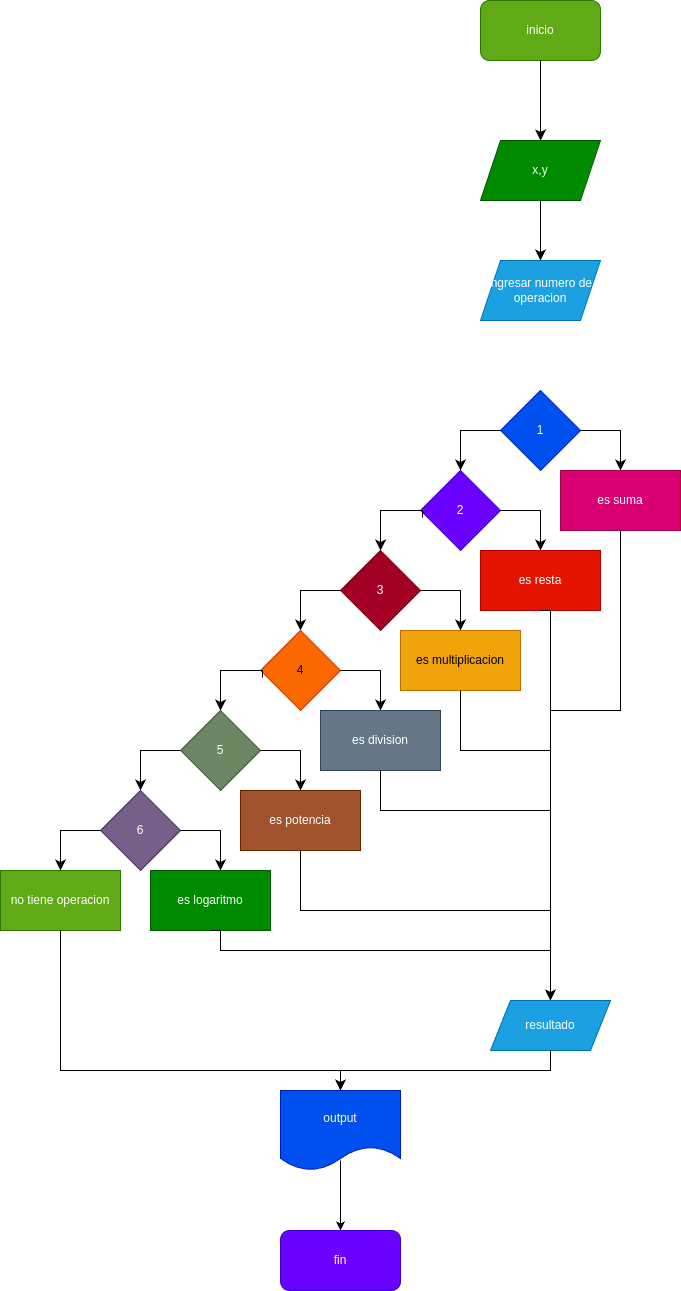 inicio
x,y
ngresar numero de
operacion
1
es suma
2
es resta
3
es multiplicacion
4
es division
5
es potencia
6
no tiene operacion
es logaritmo
resultado
output
fin